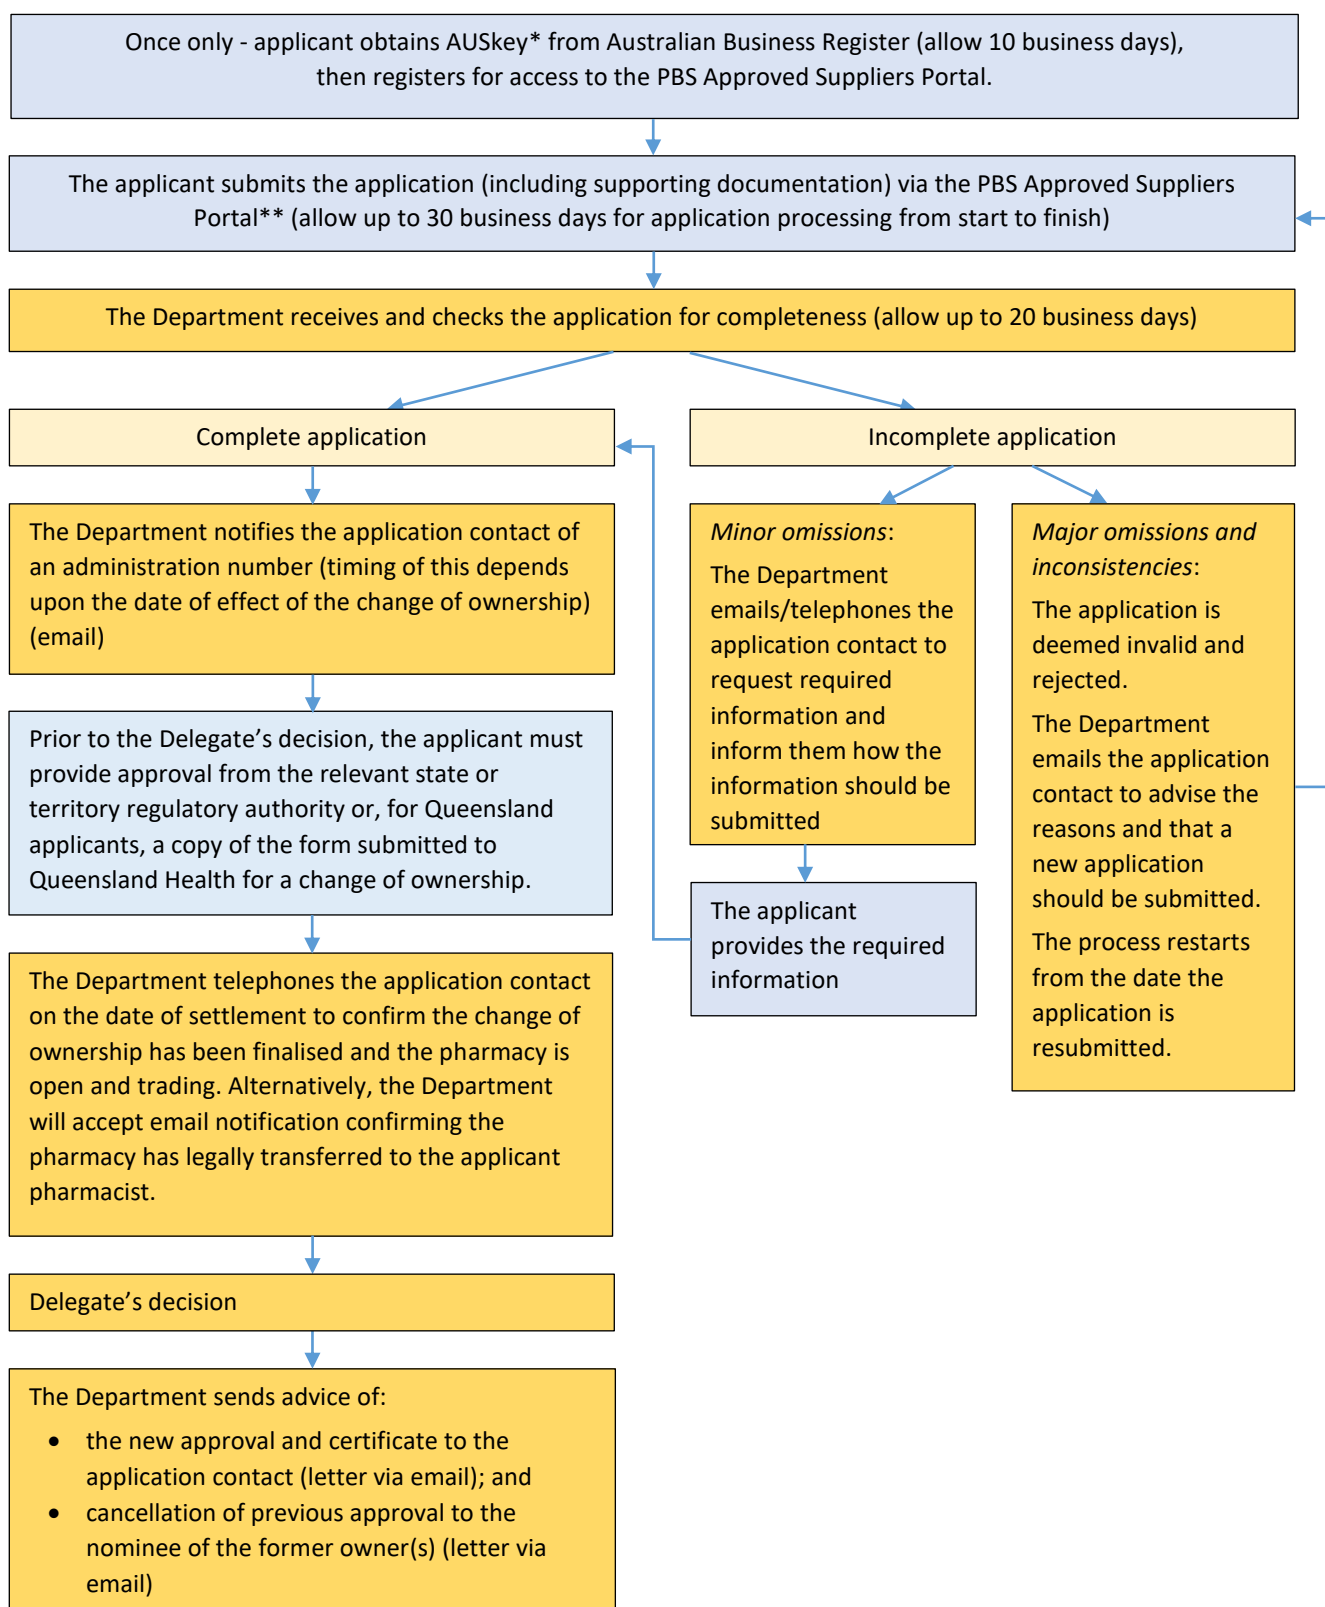 Once only - applicant obtains AUSkey* from Australian Business Register (allow 10 business days),
then registers for access to the PBS Approved Suppliers Portal.
The applicant submits the application (including supporting documentation) via the PBS Approved Suppliers
Portal** (allow up to 30 business days for application processing from start to finish)
The Department receives and checks the application for completeness (allow up to 20 business days)
Complete application
The Department notifies the application contact of
an administration number (timing of this depends
upon the date of effect of the change of ownership)
(email)
Prior to the Delegate’s decision, the applicant must
provide approval from the relevant state or
territory regulatory authority or, for Queensland
applicants, a copy of the form submitted to
Queensland Health for a change of ownership.
The Department telephones the application contact
on the date of settlement to confirm the change of
ownership has been finalised and the pharmacy is
open and trading. Alternatively, the Department
will accept email notification confirming the
pharmacy has legally transferred to the applicant
pharmacist.
Delegate’s decision
The Department sends advice of:
• the new approval and certificate to the
application contact (letter via email); and
• cancellation of previous approval to the
nominee of the former owner(s) (letter via
email)
Incomplete application
Minor omissions:
The Department
emails/telephones the
application contact to
request required
information and
inform them how the
information should be
submitted
The applicant
provides the required
information
Major omissions and
inconsistencies:
The application is
deemed invalid and
rejected.
The Department
emails the application
contact to advise the
reasons and that a
new application
should be submitted.
The process restarts
from the date the
application is
resubmitted.